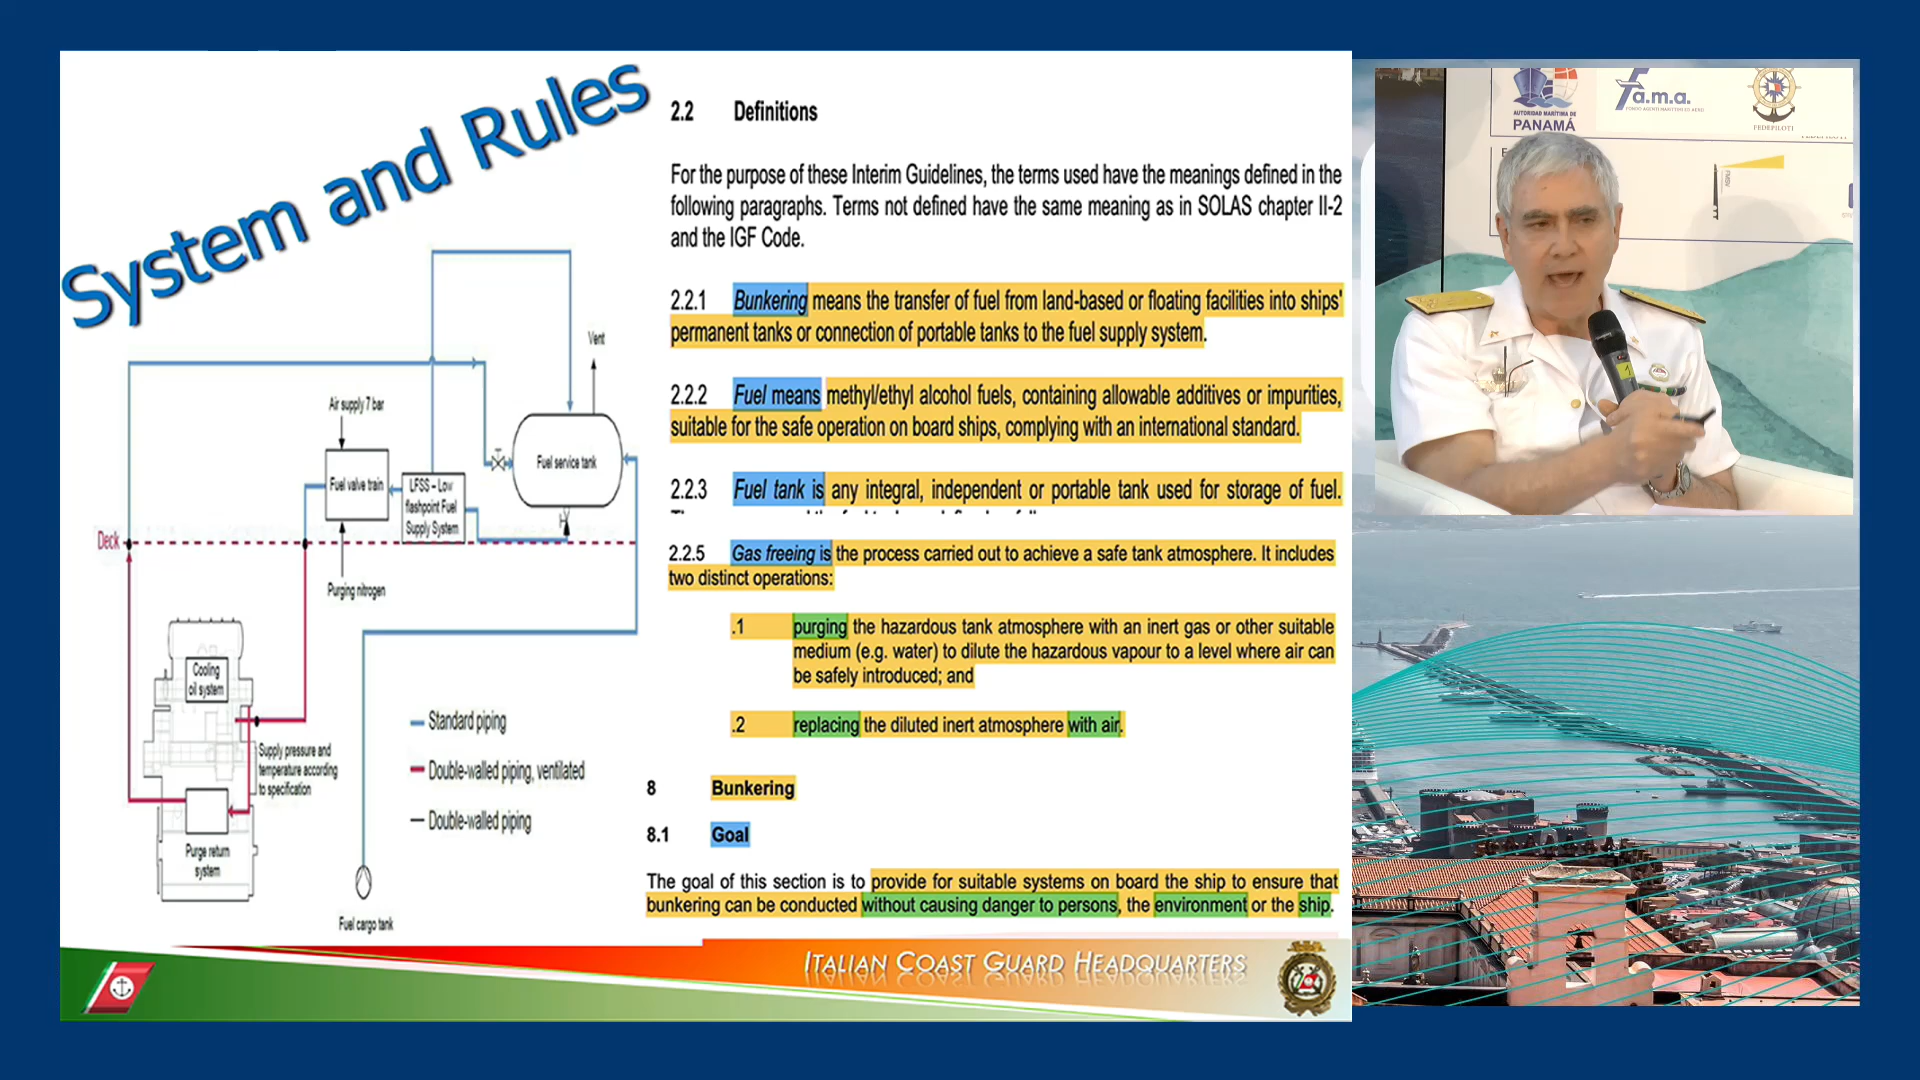 System and Rules
2.2 Definitions
For the purpose of these Interim Guidelines, the terms used have the meanings defined in the
following paragraphs. Terms not defined have the same meaning as in SOLAS chapter II-2
and the IGF Code.
2.2.1 Bunkering means the transfer of fuel from land-based or floating facilities into ships'
permanent tanks or connection of portable tanks to the fuel supply system.
2.2.2 Fuel means methyl/ethyl alcohol fuels, containing allowable additives or impurities,
suitable for the safe operation on board ships, complying with an international standard.
2.2.3 Fuel tank is any integral, independent or portable tank used for storage of fuel.
2.2.5 Gas freeing is the process carried out to achieve a safe tank atmosphere. It includes
two distinct operations:
.1 purging the hazardous tank atmosphere with an inert gas or other suitable
medium (e.g. water) to dilute the hazardous vapour to a level where air can
be safely introduced; and
.2 replacing the diluted inert atmosphere with air.
8 Bunkering
8.1 Goal
The goal of this section is to provide for suitable systems on board the ship to ensure that
bunkering can be conducted without causing danger to persons, the environment or the ship.
Vent
Air supply 7 bar
Fuel valve train
LFSS – Low
flashpoint Fuel
Supply System
Fuel service tank
Deck
Purging nitrogen
Cooling
oil system
Supply pressure and
temperature according
to specification
Purge return
system
Fuel cargo tank
Standard piping
Double-walled piping, ventilated
Double-walled piping
ITALIAN COAST GUARD HEADQUARTERS
AUTORIDAD MARÍTIMA DE
PANAMÁ
Fa.m.a.
FEDEPILOTI
1